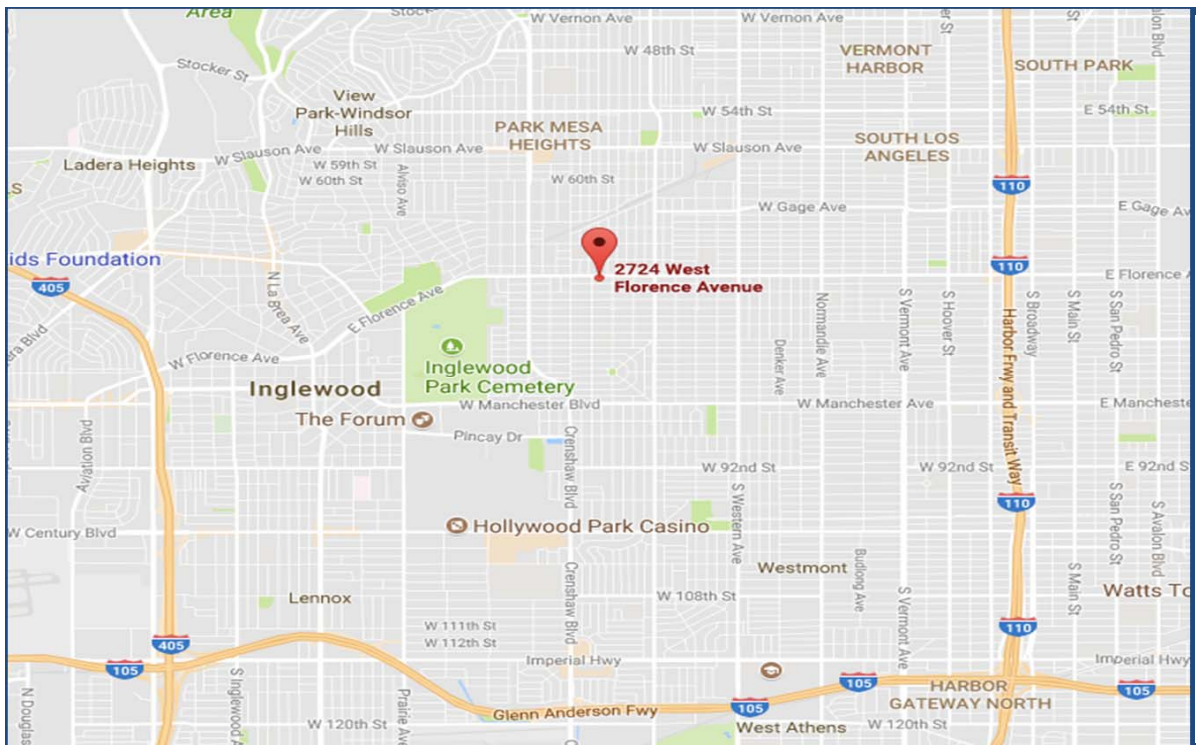 Area
Stoc
W Vernon Ave
W Vernon Ave
W 48th St
VERMONT
HARBOR
SOUTH PARK
Stocker St
View
Park-Windsor
Hills
PARK MESA
HEIGHTS
W 54th St
E 54th St
SOUTH LOS
ANGELES
Ladera Heights
W Slauson Ave
W Slauson Ave
W Slauson Ave
W 59th St
W 60th St
Alviso Ave
W 60th St
110
W Gage Ave
E Gage Av
ids Foundation
405
2724 West
Florence Avenue
110
E Florence A
N La Brea Ave
E Florence Ave
W Florence Ave
Normandie Ave
Denker Ave
S Vermont Ave
S Hoover St
Harbor Frwy and Transit Way
S Broadway
S Main St
S San Pedro St
Inglewood
Park Cemetery
Inglewood
The Forum
W Manchester Blvd
W Manchester Ave
E Mancheste
Aviation Blvd
Pincay Dr
Crenshaw Blvd
W 92nd St
W 92nd St
E 92nd S
S Western Ave
110
S San Pedro St
S Avalon Blvd
W Century Blvd
Hollywood Park Casino
Westmont
Budlong Ave
Crenshaw Blvd
S Vermont Ave
S Main St
Lennox
W 108th St
Watts To
W 111th St
W 112th St
110
405
105
Imperial Hwy
Imperial Hwy
105
105
105
HARBOR
GATEWAY NORTH
N Douglas
S Inglewood A
Prairie Av
W 120th St
Glenn Anderson Fwy
West Athens
W 120th St